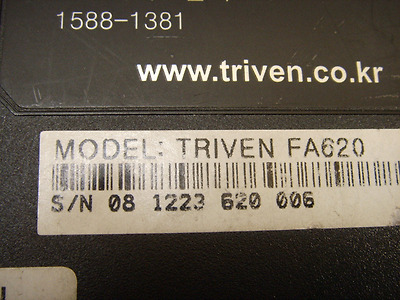 1588-1381
www.triven.co.kr
MODEL: TRIVEN FA620
S/N 08 1223 620 006